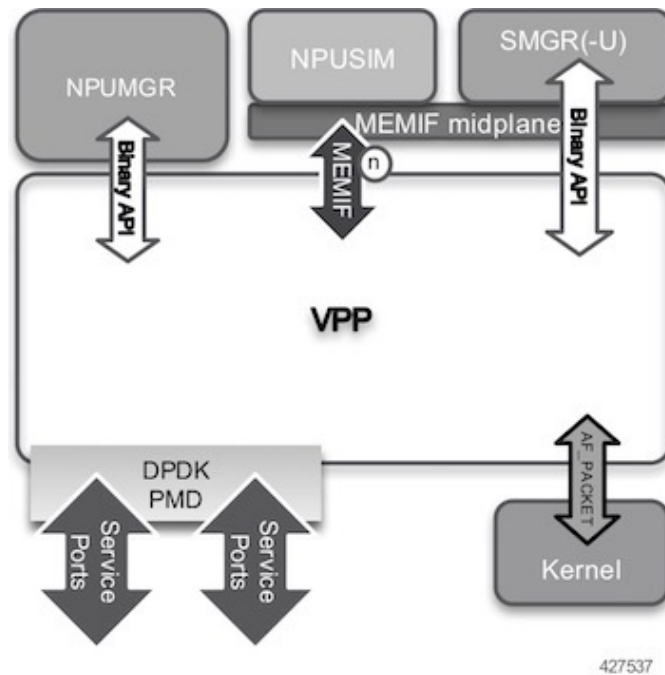 NPUMGR
NPUSIM
SMGR(-U)
MEMIF midplane
Binary API
MEMIF
n
Binary API
VPP
DPDK
PMD
Service
Ports
Service
Ports
AF_PACKET
Kernel
427537